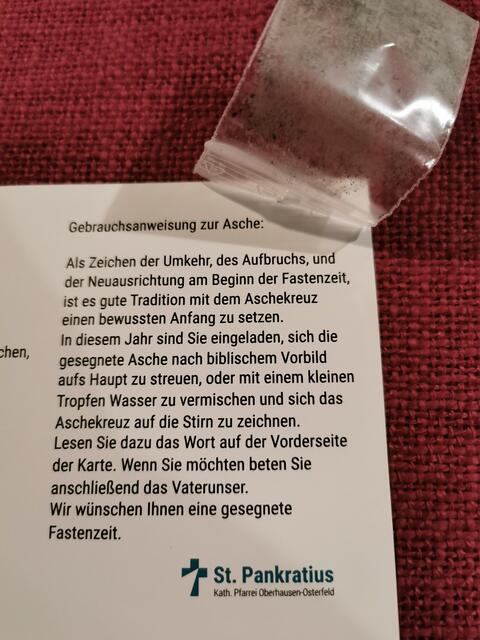 Gebrauchsanweisung zur Asche:
Als Zeichen der Umkehr, des Aufbruchs, und
der Neuausrichtung am Beginn der Fastenzeit,
ist es gute Tradition mit dem Aschekreuz
einen bewussten Anfang zu setzen.
In diesem Jahr sind Sie eingeladen, sich die
gesegnete Asche nach biblischem Vorbild
aufs Haupt zu streuen, oder mit einem kleinen
Tropfen Wasser zu vermischen und sich das
Aschekreuz auf die Stirn zu zeichnen.
Lesen Sie dazu das Wort auf der Vorderseite
der Karte. Wenn Sie möchten beten Sie
anschließend das Vaterunser.
Wir wünschen Ihnen eine gesegnete
Fastenzeit.
St. Pankratius
Kath. Pfarrei Oberhausen-Osterfeld